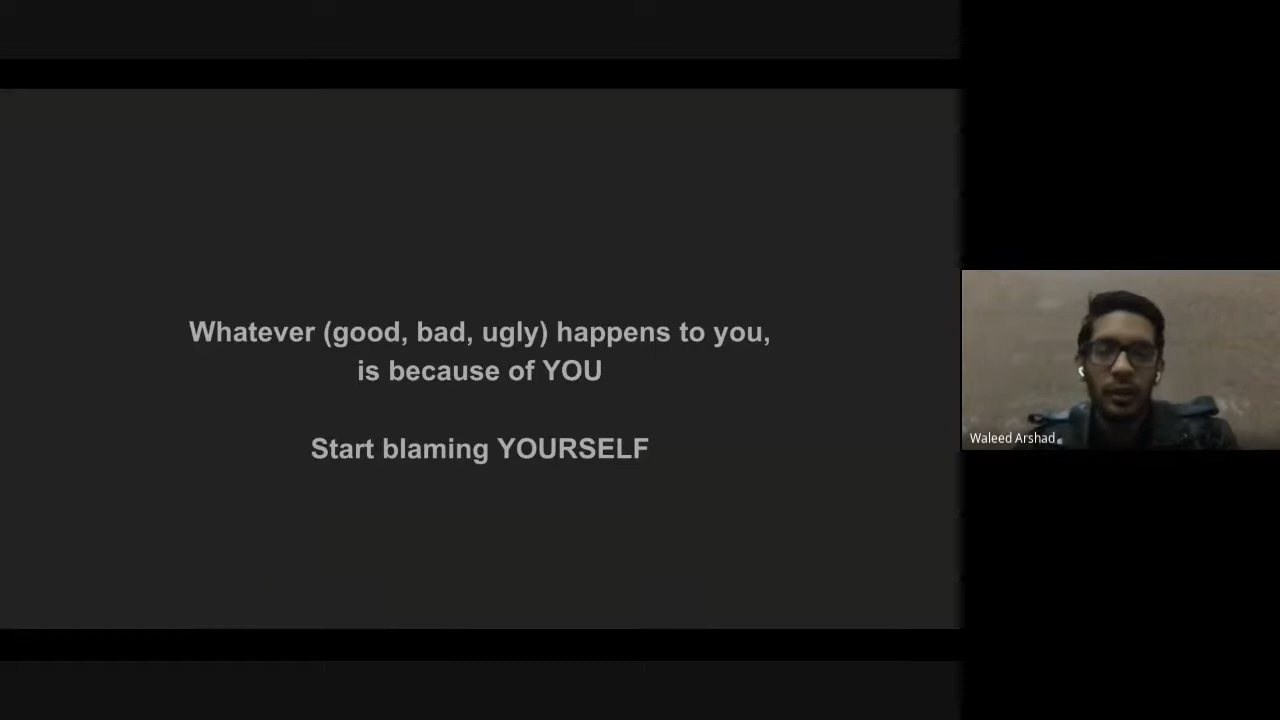 Whatever (good, bad, ugly) happens to you,
is because of YOU
Start blaming YOURSELF
Waleed Arshad